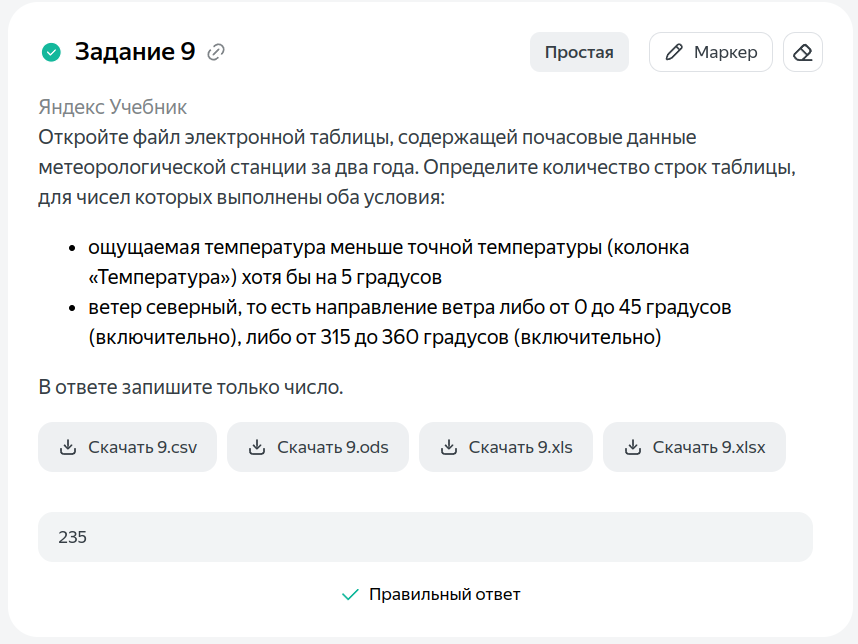 Задание 9
Простая
Маркер
Яндекс Учебник
Откройте файл электронной таблицы, содержащей почасовые данные
метеорологической станции за два года. Определите количество строк таблицы,
для чисел которых выполнены оба условия:
• ощущаемая температура меньше точной температуры (колонка
«Температура») хотя бы на 5 градусов
• ветер северный, то есть направление ветра либо от 0 до 45 градусов
(включительно), либо от 315 до 360 градусов (включительно)
В ответе запишите только число.
Скачать 9.csv
Скачать 9.ods
Скачать 9.xls
Скачать 9.xlsx
235
Правильный ответ